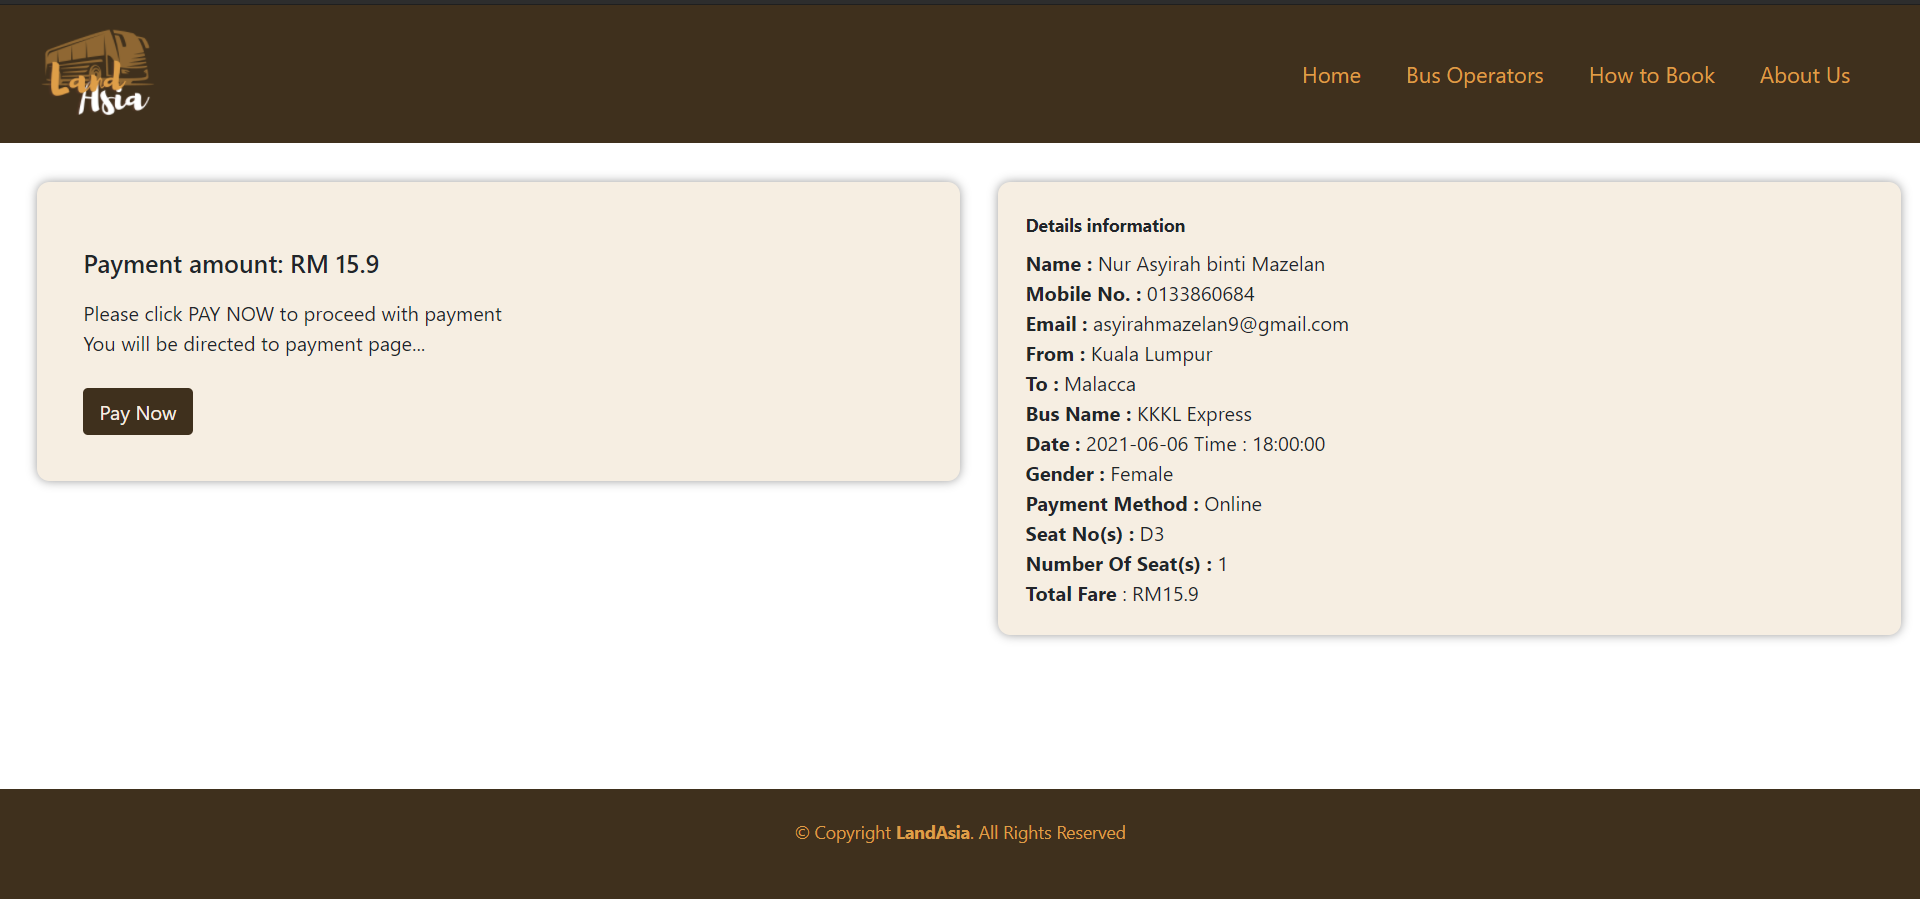 Land
Asia
Home
Bus Operators
How to Book
About Us
Payment amount: RM 15.9
Please click PAY NOW to proceed with payment
You will be directed to payment page...
Pay Now
Details information
Name : Nur Asyirah binti Mazelan
Mobile No. : 0133860684
Email : asyirahmazelan9@gmail.com
From : Kuala Lumpur
To : Malacca
Bus Name : KKKL Express
Date : 2021-06-06 Time : 18:00:00
Gender : Female
Payment Method : Online
Seat No(s) : D3
Number Of Seat(s) : 1
Total Fare : RM15.9
© Copyright LandAsia. All Rights Reserved